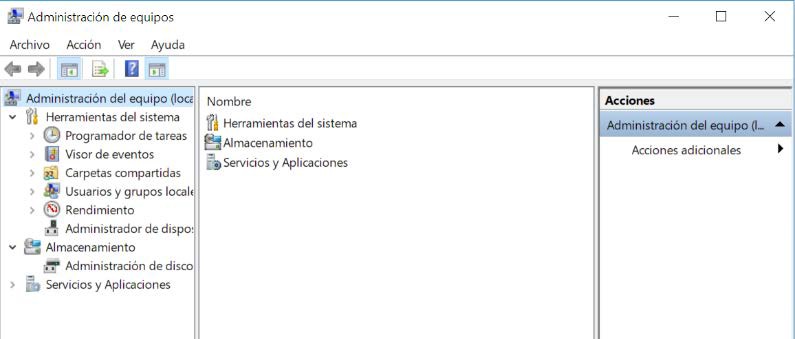 Administración de equipos
Archivo Acción Ver Ayuda
Administración del equipo (loca
Herramientas del sistema
Programador de tareas
Visor de eventos
Carpetas compartidas
Usuarios y grupos locale
Rendimiento
Administrador de dispos
Almacenamiento
Administración de disco
Servicios y Aplicaciones
Nombre
Herramientas del sistema
Almacenamiento
Servicios y Aplicaciones
Acciones
Administración del equipo (l...
Acciones adicionales